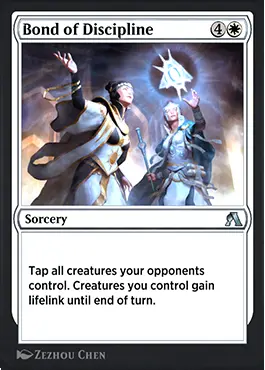 Bond of Discipline 4
Sorcery
Tap all creatures your opponents
control. Creatures you control gain
lifelink until end of turn.
Zezhou Chen